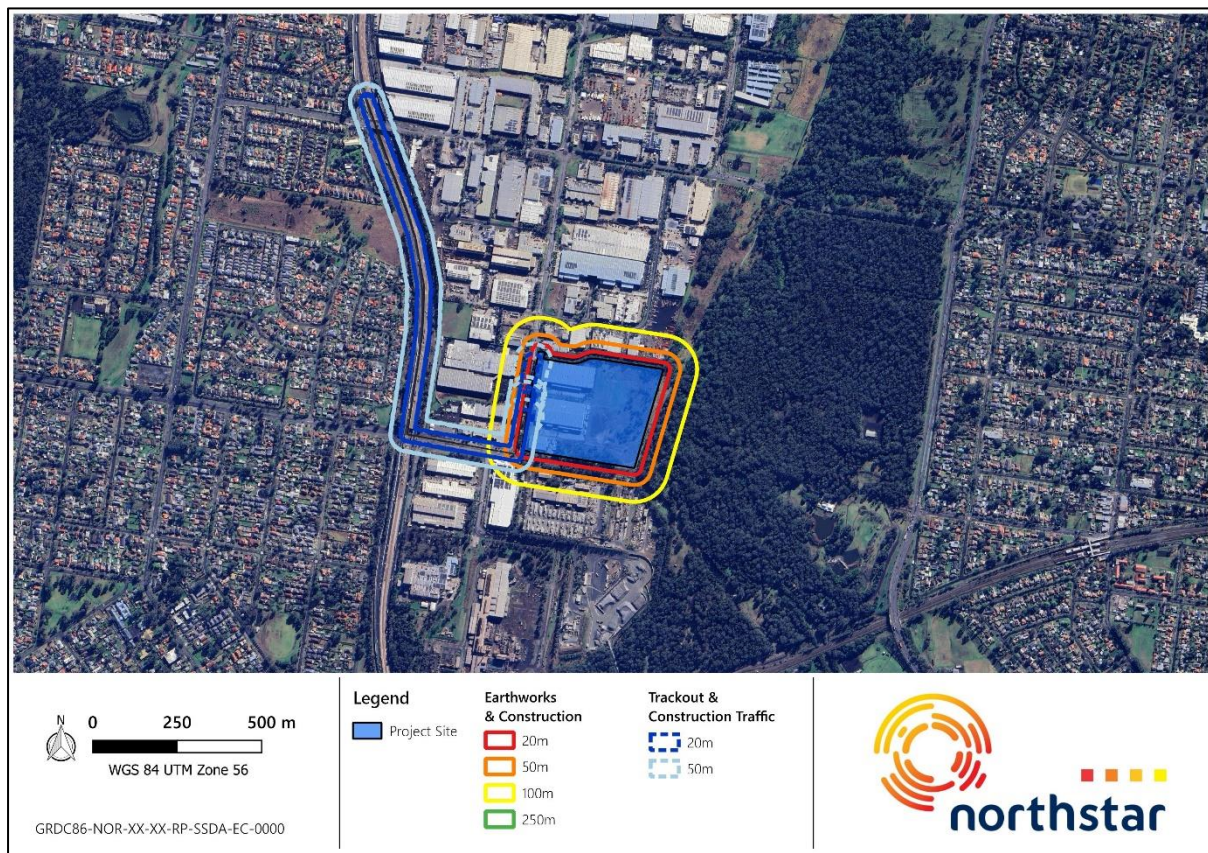 N
0 250 500 m
WGS 84 UTM Zone 56
GRDC86-NOR-XX-XX-RP-SSDA-EC-0000
Legend
Project Site
Earthworks
& Construction
20m
50m
100m
250m
Trackout &
Construction Traffic
20m
50m
northstar